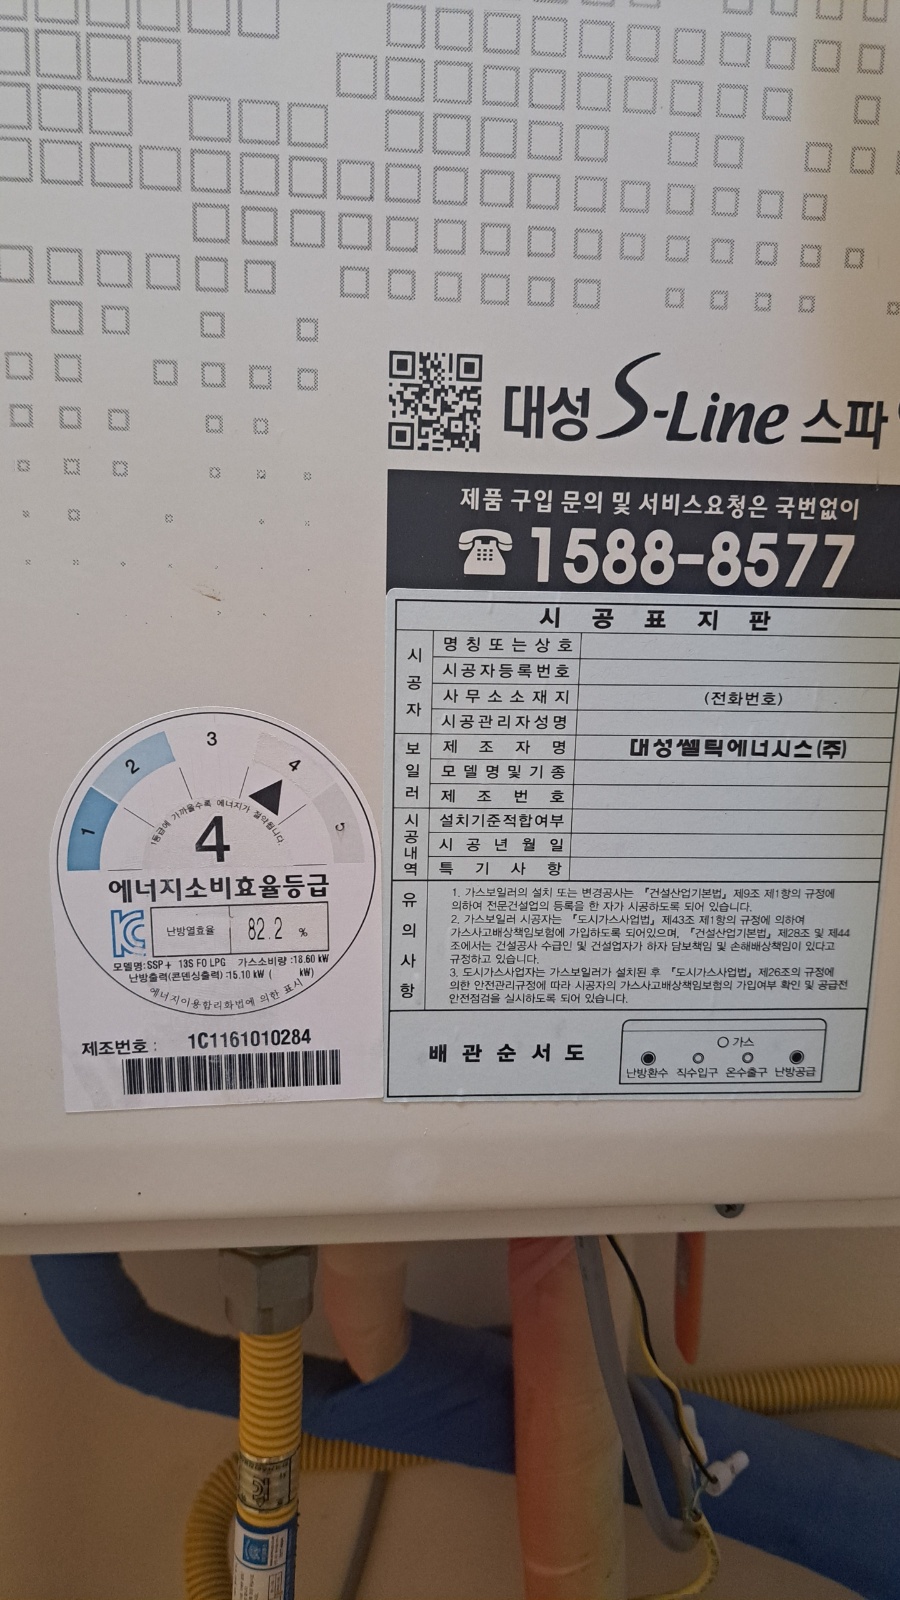 대성 S-Line 스파
제품 구입 문의 및 서비스요청은 국번없이
1588-8577
시 공 표 지 판
시공자
명 칭 또 는 상 호
시공자등록번호
사 무 소 소 재 지 (전화번호)
시공관리자성명
보일러
제 조 자 명 대성쎌틱에너시스(주)
모 델 명 및 기 종
제 조 번 호
시공내역
설치기준적합여부
시 공 년 월 일
특 기 사 항
유의사항
1. 가스보일러의 설치 또는 변경공사는 「건설산업기본법」 제9조 제1항의 규정에
의하여 전문건설업의 등록을 한 자가 시공하도록 되어 있습니다.
2. 가스보일러 시공자는 「도시가스사업법」 제43조 제1항의 규정에 의하여
가스사고배상책임보험에 가입하도록 되어있으며, 「건설산업기본법」 제28조 및 제44
조에서는 건설공사 수급인 및 건설업자가 하자 담보책임 및 손해배상책임이 있다고
규정하고 있습니다.
3. 도시가스사업자는 가스보일러가 설치된 후 「도시가스사업법」 제26조의 규정에
의한 안전관리규정에 따라 시공자의 가스사고배상책임보험의 가입여부 확인 및 공급전
안전점검을 실시하도록 되어 있습니다.
배 관 순 서 도
가스
난방환수 직수입구 온수출구 난방공급
1 2 3 4 5
1등급에 가까울수록 에너지가 절약됩니다.
4
에너지소비효율등급
난방열효율 82.2 %
모델명:SSP+ 13S FO LPG 가스소비량:18.60 kW
난방출력(콘덴싱출력):15.10 kW ( kW)
에너지이용합리화법에 의한 표시
제조번호 : 1C1161010284